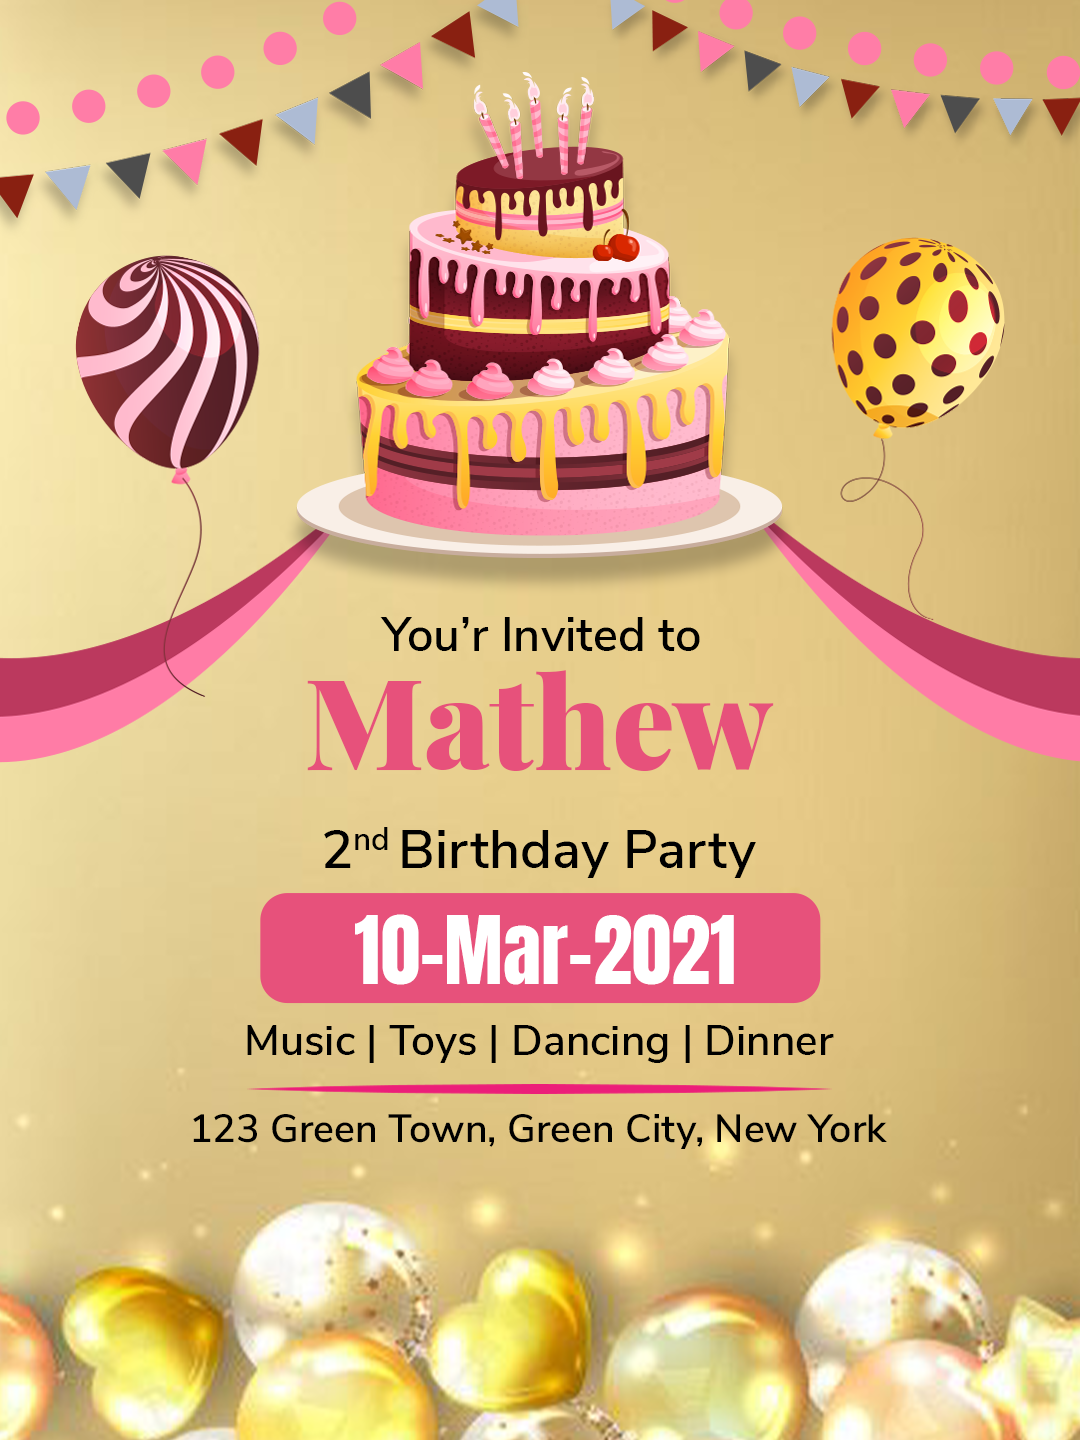 You’r Invited to
Mathew
2nd Birthday Party
10-Mar-2021
Music | Toys | Dancing | Dinner
123 Green Town, Green City, New York